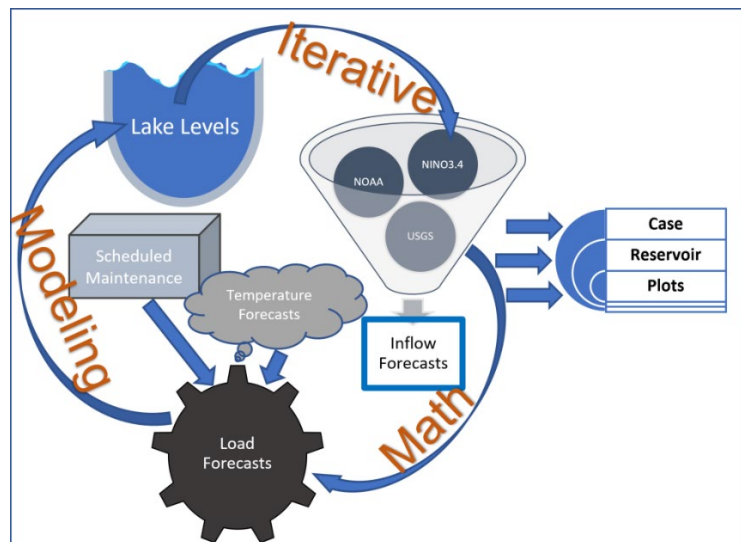 Iterative
Lake Levels
NINO3.4
NOAA
USGS
Case
Reservoir
Plots
Modeling
Scheduled
Maintenance
Temperature
Forecasts
Inflow
Forecasts
Math
Load
Forecasts